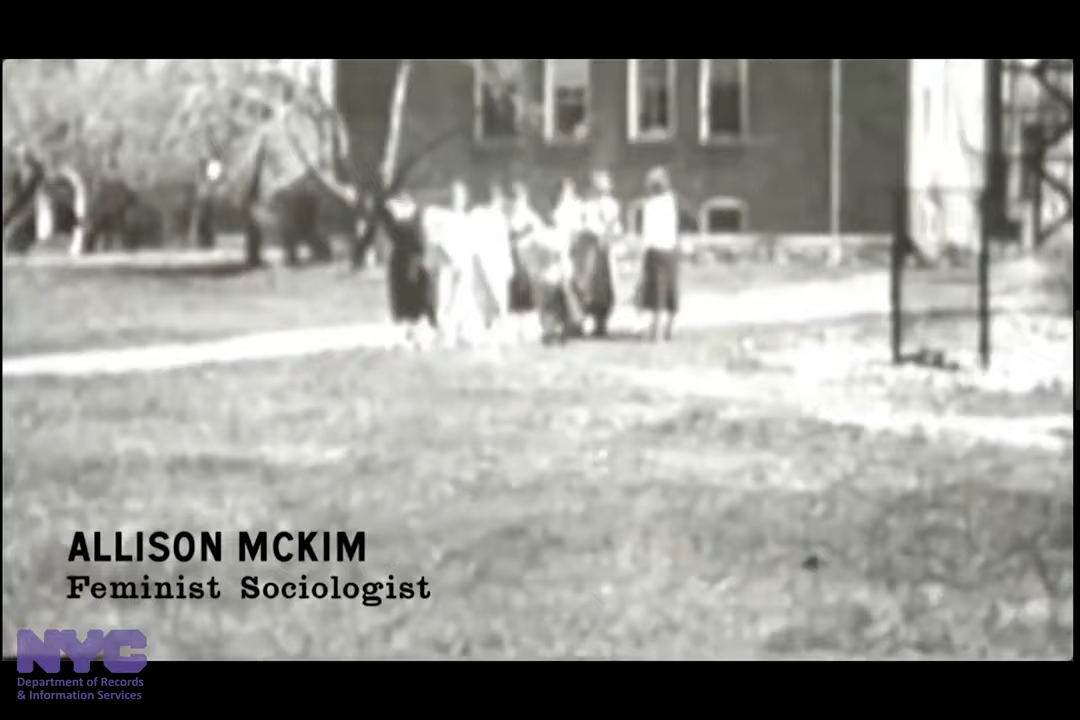 ALLISON MCKIM
Feminist Sociologist
NYC
Department of Records
& Information Services